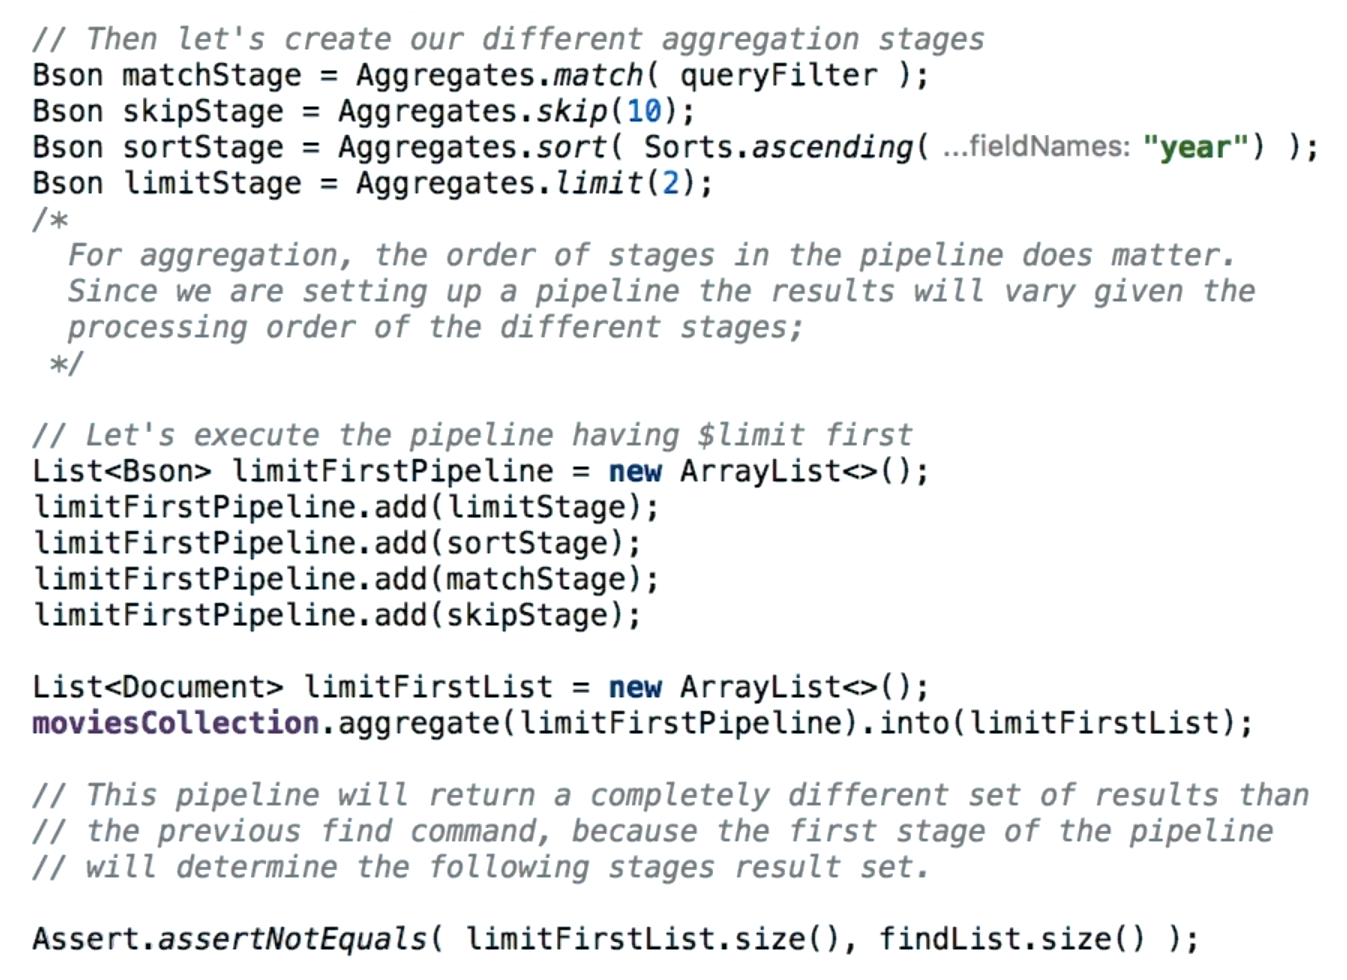 // Then let's create our different aggregation stages
Bson matchStage = Aggregates.match( queryFilter );
Bson skipStage = Aggregates.skip(10);
Bson sortStage = Aggregates.sort( Sorts.ascending( ...fieldNames: "year") );
Bson limitStage = Aggregates.limit(2);
/*
For aggregation, the order of stages in the pipeline does matter.
Since we are setting up a pipeline the results will vary given the
processing order of the different stages;
*/
// Let's execute the pipeline having $limit first
List<Bson> limitFirstPipeline = new ArrayList<>();
limitFirstPipeline.add(limitStage);
limitFirstPipeline.add(sortStage);
limitFirstPipeline.add(matchStage);
limitFirstPipeline.add(skipStage);
List<Document> limitFirstList = new ArrayList<>();
moviesCollection.aggregate(limitFirstPipeline).into(limitFirstList);
// This pipeline will return a completely different set of results than
// the previous find command, because the first stage of the pipeline
// will determine the following stages result set.
Assert.assertNotEquals( limitFirstList.size(), findList.size() );